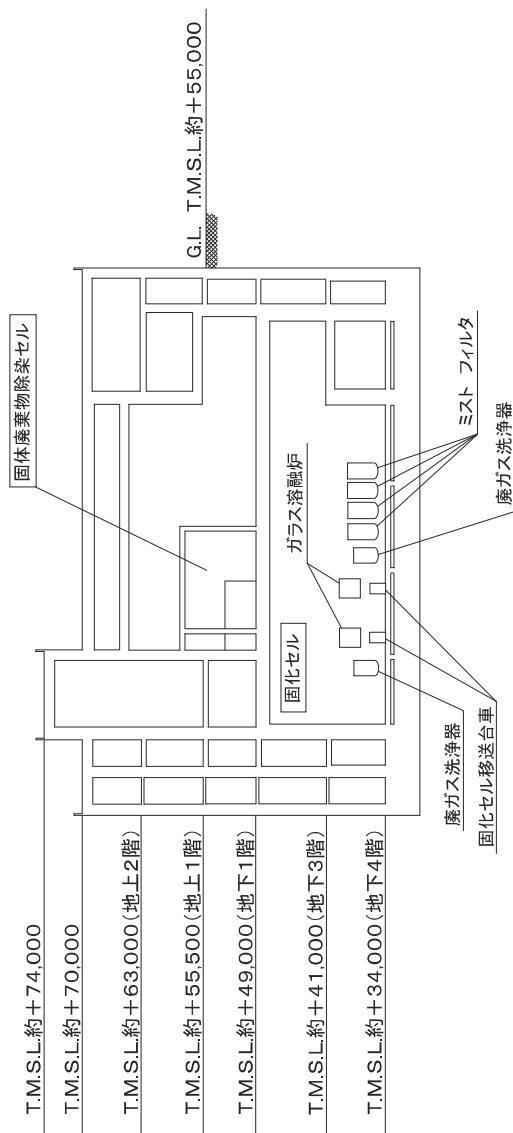 T.M.S.L.約＋74,000
T.M.S.L.約＋70,000
T.M.S.L.約＋63,000(地上2階)
T.M.S.L.約＋55,500(地上1階)
T.M.S.L.約＋49,000(地下1階)
T.M.S.L.約＋41,000(地下3階)
T.M.S.L.約＋34,000(地下4階)
固体廃棄物除染セル
G.L. T.M.S.L.約＋55,000
固化セル
ガラス溶融炉
廃ガス洗浄器
固化セル移送台車
ミスト フィルタ
廃ガス洗浄器